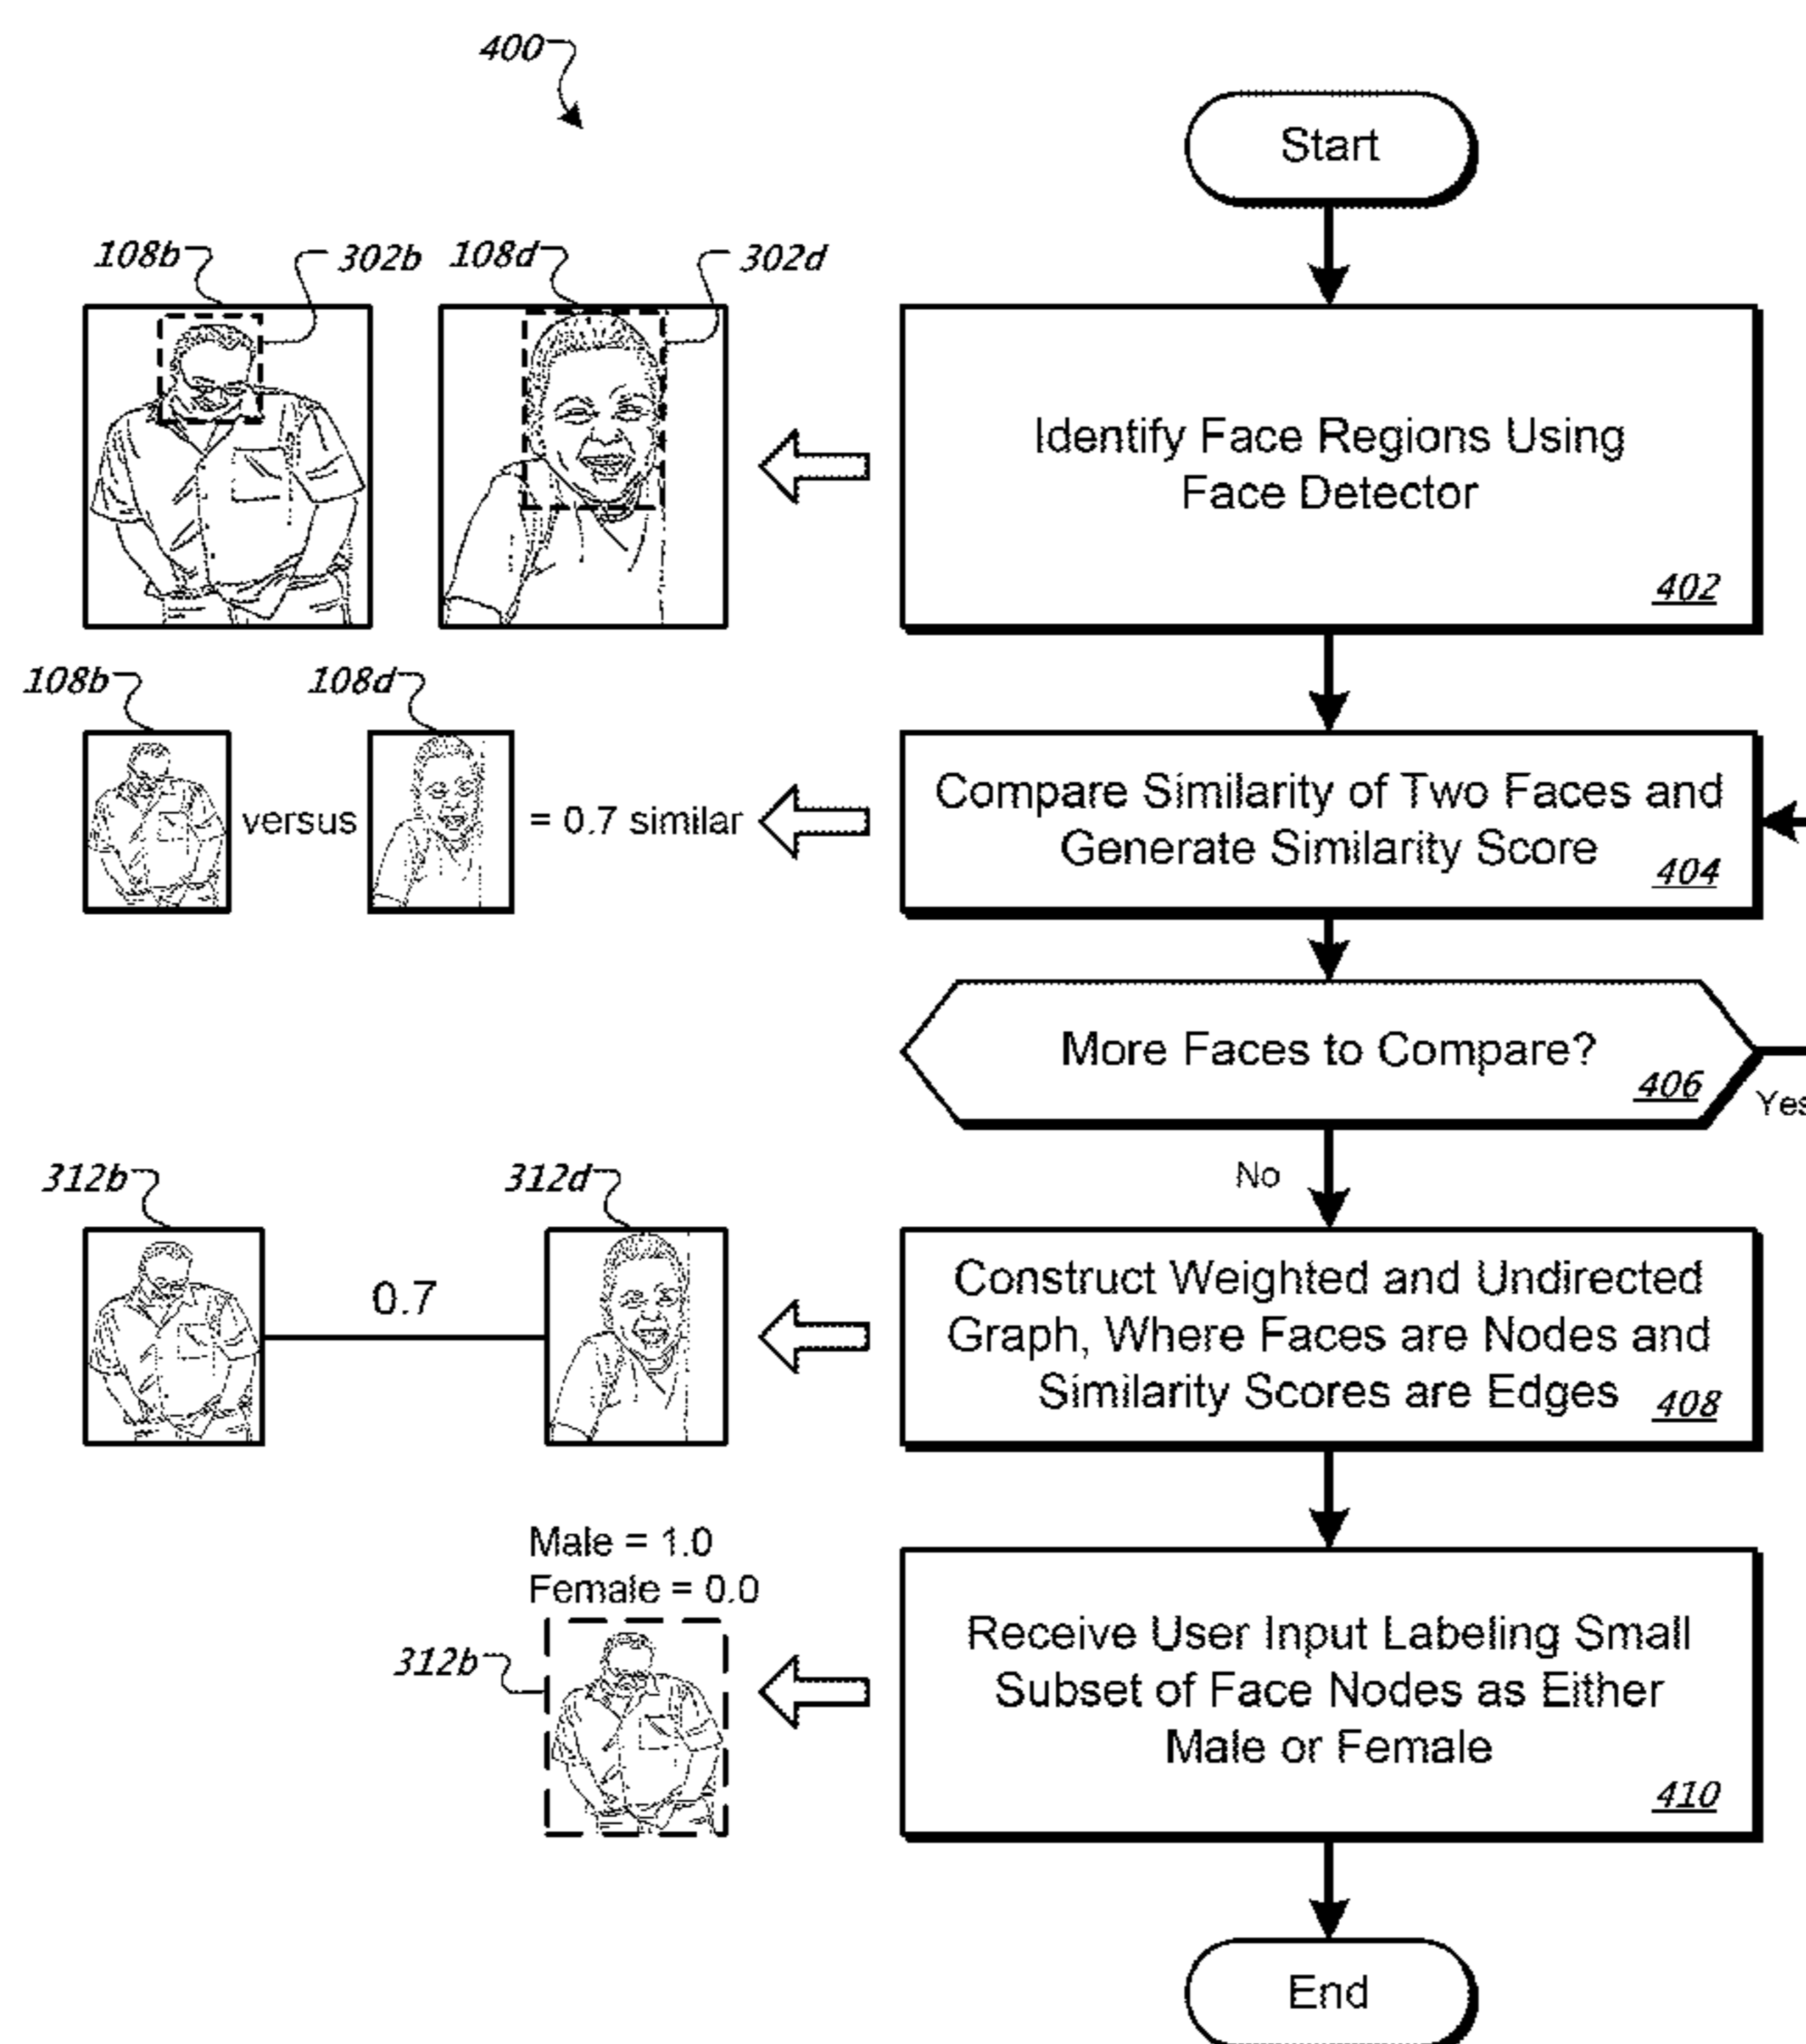 400
Start
108b
302b
108d
302d
Identify Face Regions Using
Face Detector
402
108b
108d
versus
= 0.7 similar
Compare Similarity of Two Faces and
Generate Similarity Score
404
More Faces to Compare?
406
Yes
No
312b
312d
0.7
Construct Weighted and Undirected
Graph, Where Faces are Nodes and
Similarity Scores are Edges
408
Male = 1.0
Female = 0.0
312b
Receive User Input Labeling Small
Subset of Face Nodes as Either
Male or Female
410
End